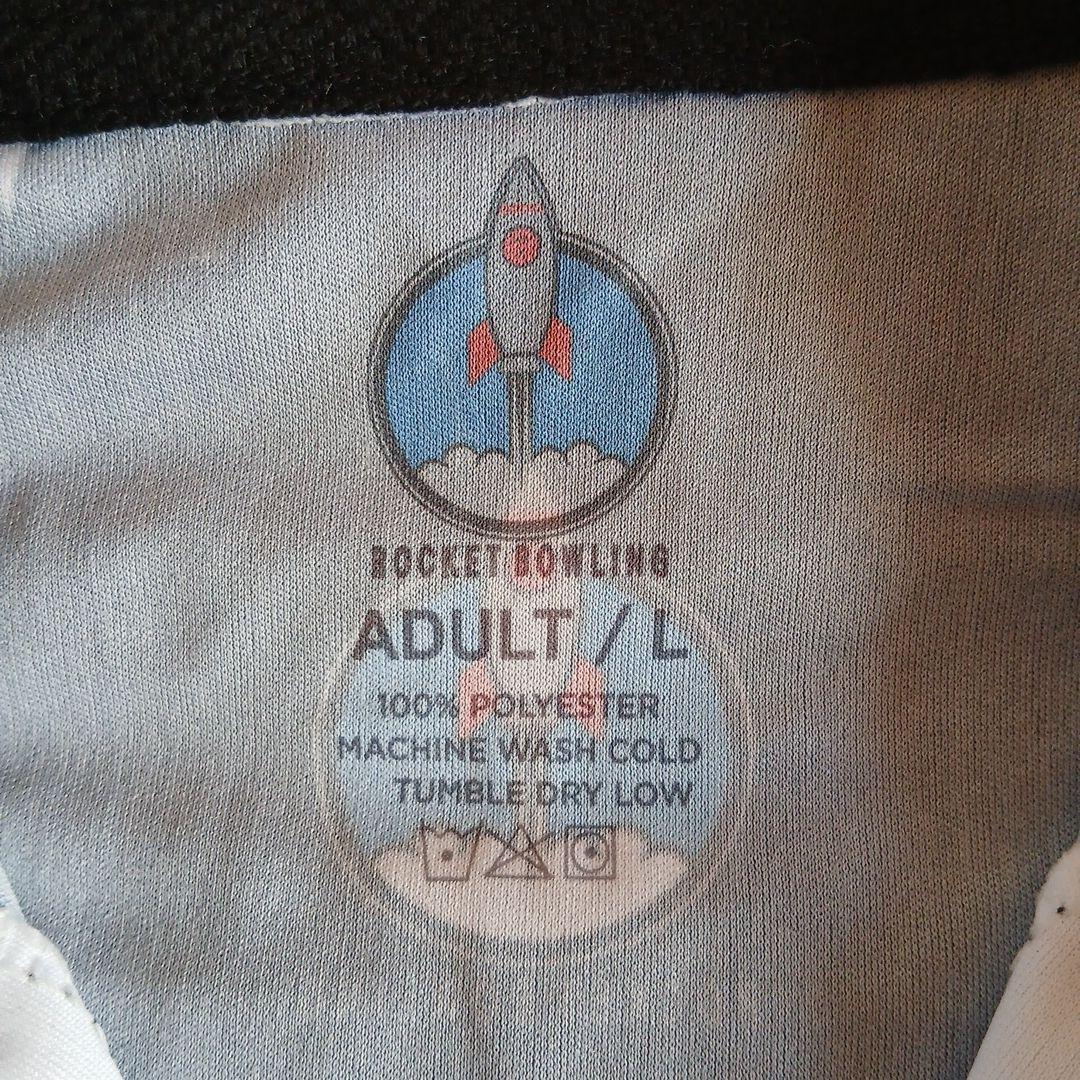 ROCKET BOWLING
ADULT / L
100% POLYESTER
MACHINE WASH COLD
TUMBLE DRY LOW